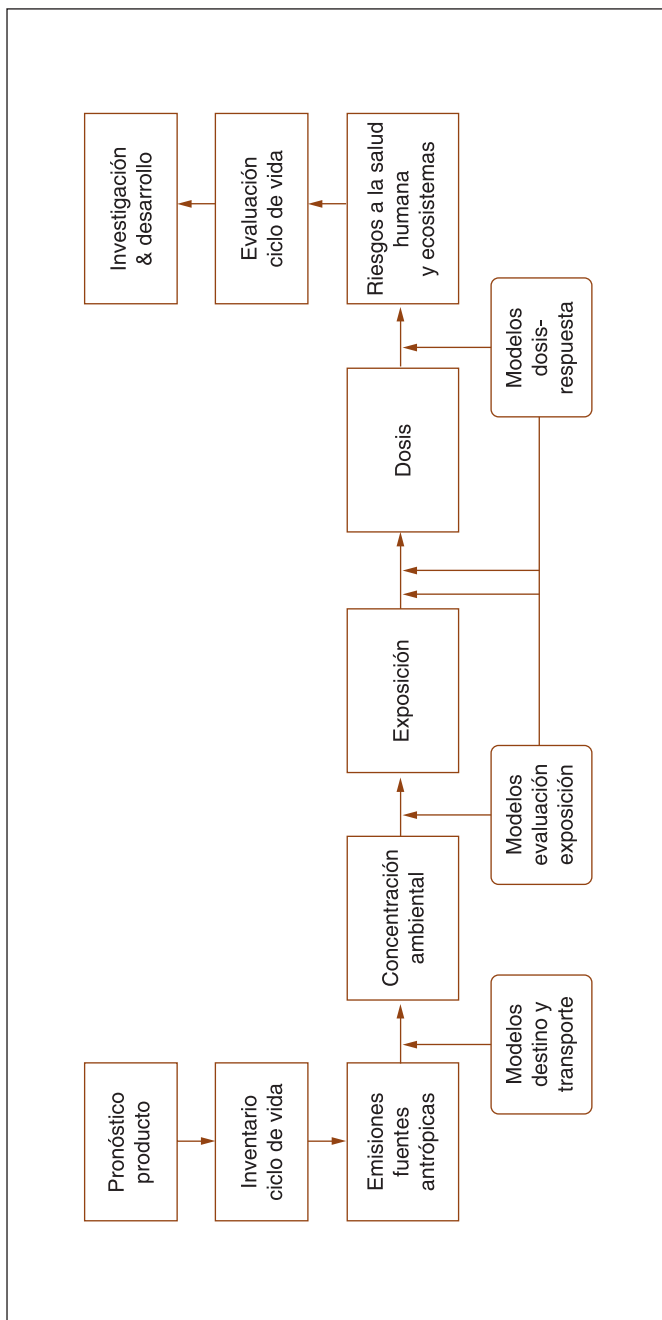 Pronóstico
producto
Inventario
ciclo de vida
Emisiones
fuentes
antrópicas
Modelos
destino y
transporte
Concentración
ambiental
Modelos
evaluación
exposición
Exposición
Dosis
Modelos
dosis-
respuesta
Riesgos a la salud
humana
y ecosistemas
Evaluación
ciclo de vida
Investigación
& desarrollo